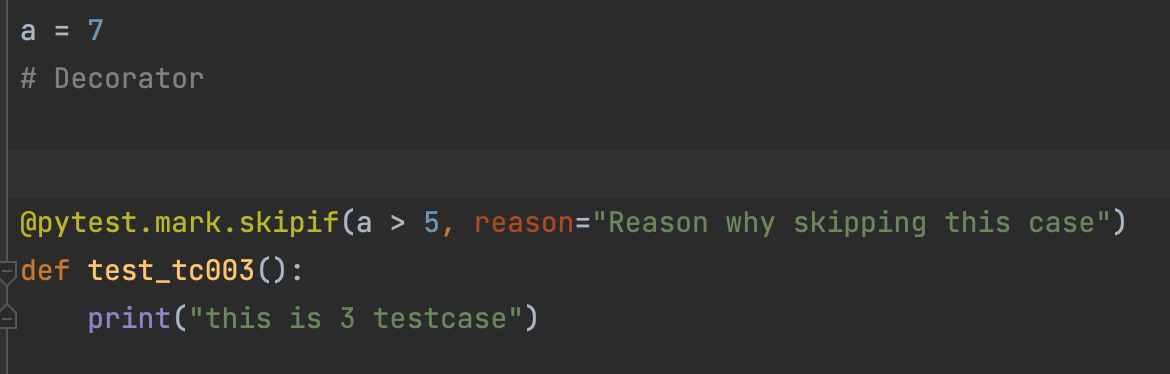 a = 7
# Decorator
@pytest.mark.skipif(a > 5, reason="Reason why skipping this case")
def test_tc003():
    print("this is 3 testcase")